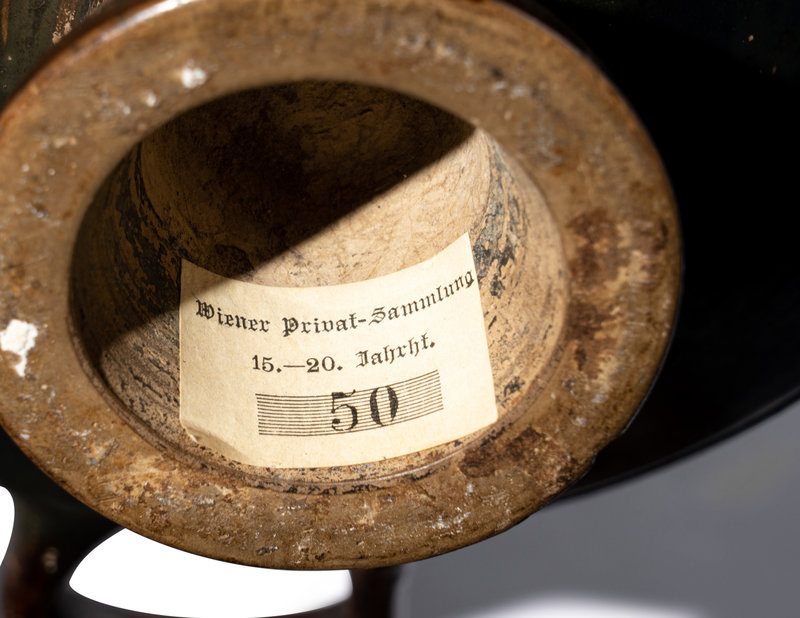 Wiener Privat-Sammlung
15.—20. Jahrht.
50